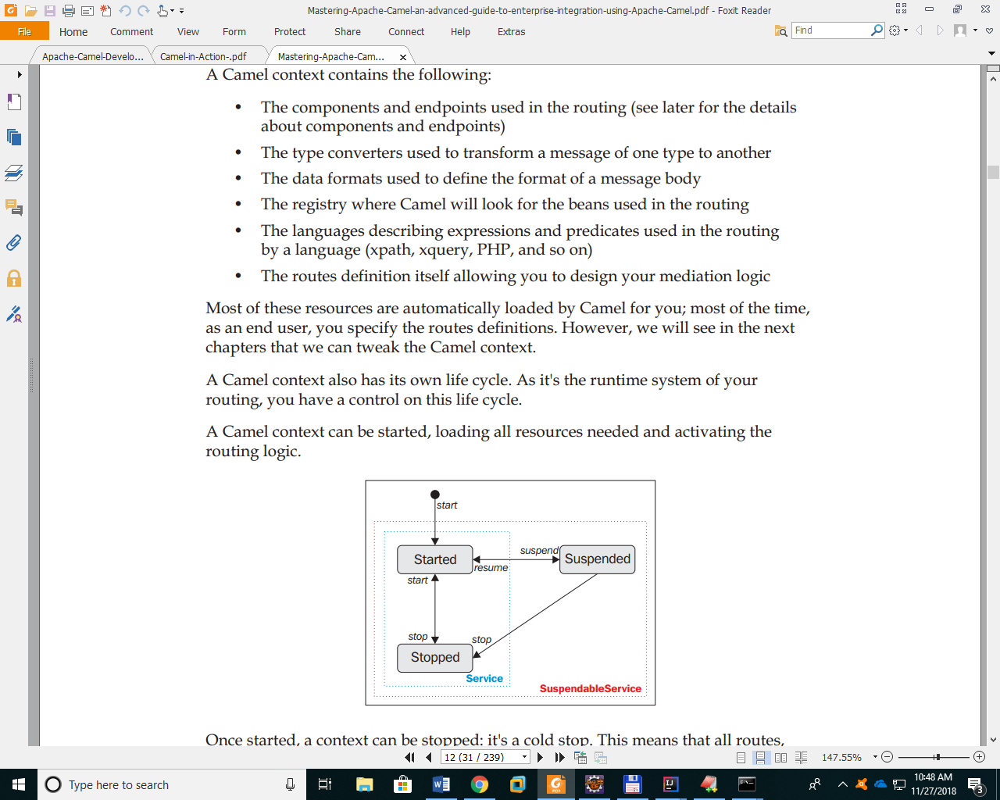 Mastering-Apache-Camel-an-advanced-guide-to-enterprise-integration-using-Apache-Camel.pdf - Foxit Reader
File Home Comment View Form Protect Share Connect Help Extras
Find
Apache-Camel-Develo...
Camel-in-Action-.pdf
Mastering-Apache-Cam...
A Camel context contains the following:
• The components and endpoints used in the routing (see later for the details
about components and endpoints)
• The type converters used to transform a message of one type to another
• The data formats used to define the format of a message body
• The registry where Camel will look for the beans used in the routing
• The languages describing expressions and predicates used in the routing
by a language (xpath, xquery, PHP, and so on)
• The routes definition itself allowing you to design your mediation logic
Most of these resources are automatically loaded by Camel for you; most of the time,
as an end user, you specify the routes definitions. However, we will see in the next
chapters that we can tweak the Camel context.
A Camel context also has its own life cycle. As it's the runtime system of your
routing, you have a control on this life cycle.
A Camel context can be started, loading all resources needed and activating the
routing logic.
start
Started
suspend
Suspended
resume
start
stop
stop
Stopped
Service
SuspendableService
Once started, a context can be stopped; it's a cold stop. This means that all routes,
12 (31 / 239)
147.55%
Type here to search
10:48 AM
11/27/2018
3